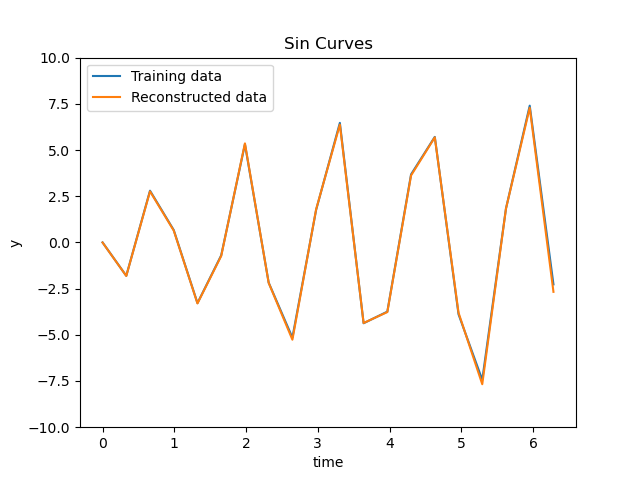 Sin Curves
Training data
Reconstructed data
10.0
7.5
5.0
2.5
0.0
−2.5
−5.0
−7.5
−10.0
y
0 1 2 3 4 5 6
time